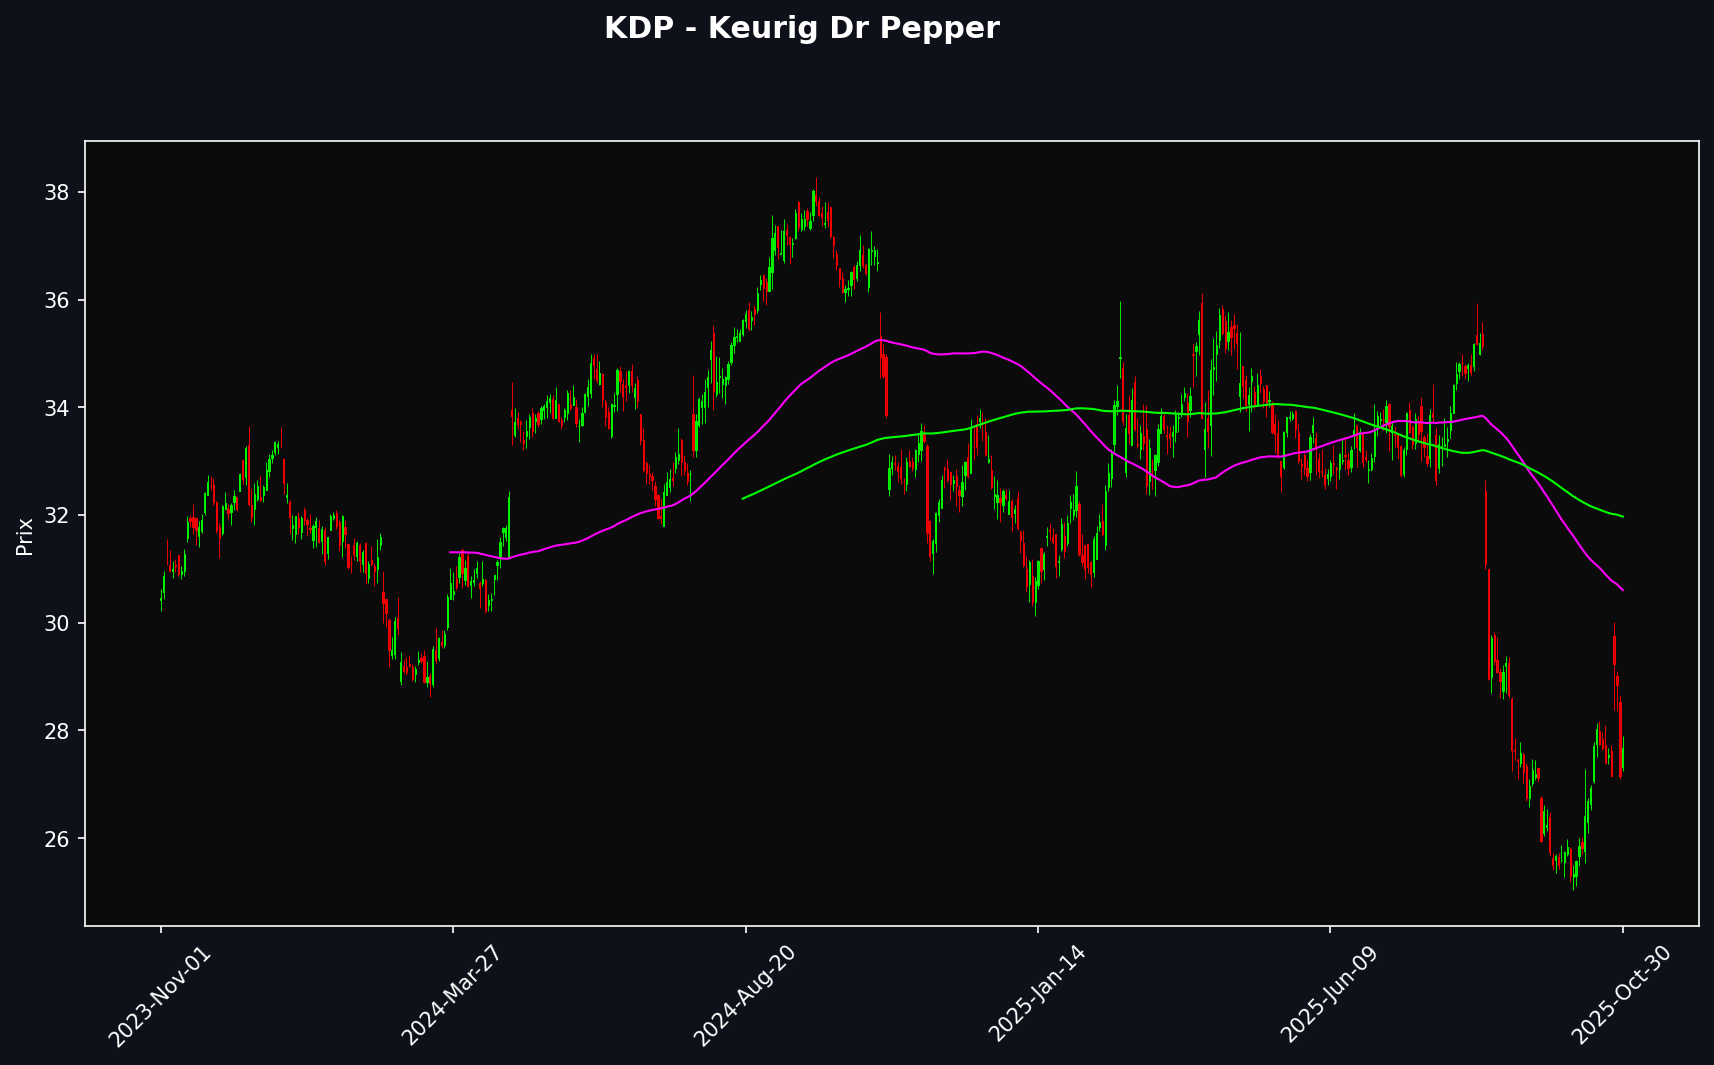 KDP - Keurig Dr Pepper
Prix
38
36
34
32
30
28
26
2023-Nov-01
2024-Mar-27
2024-Aug-20
2025-Jan-14
2025-Jun-09
2025-Oct-30